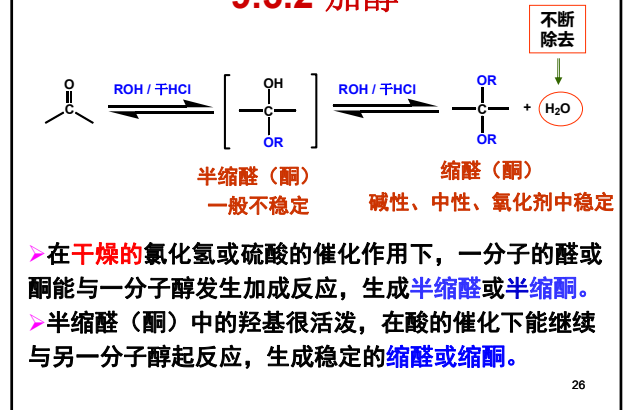 9.3.2 加醇
不断
除去
O
C
ROH / 干HCl
OH
C
OR
ROH / 干HCl
OR
C
OR
+ H₂O
半缩醛（酮）
一般不稳定
缩醛（酮）
碱性、中性、氧化剂中稳定
➢在干燥的氯化氢或硫酸的催化作用下，一分子的醛或
酮能与一分子醇发生加成反应，生成半缩醛或半缩酮。
➢半缩醛（酮）中的羟基很活泼，在酸的催化下能继续
与另一分子醇起反应，生成稳定的缩醛或缩酮。
26